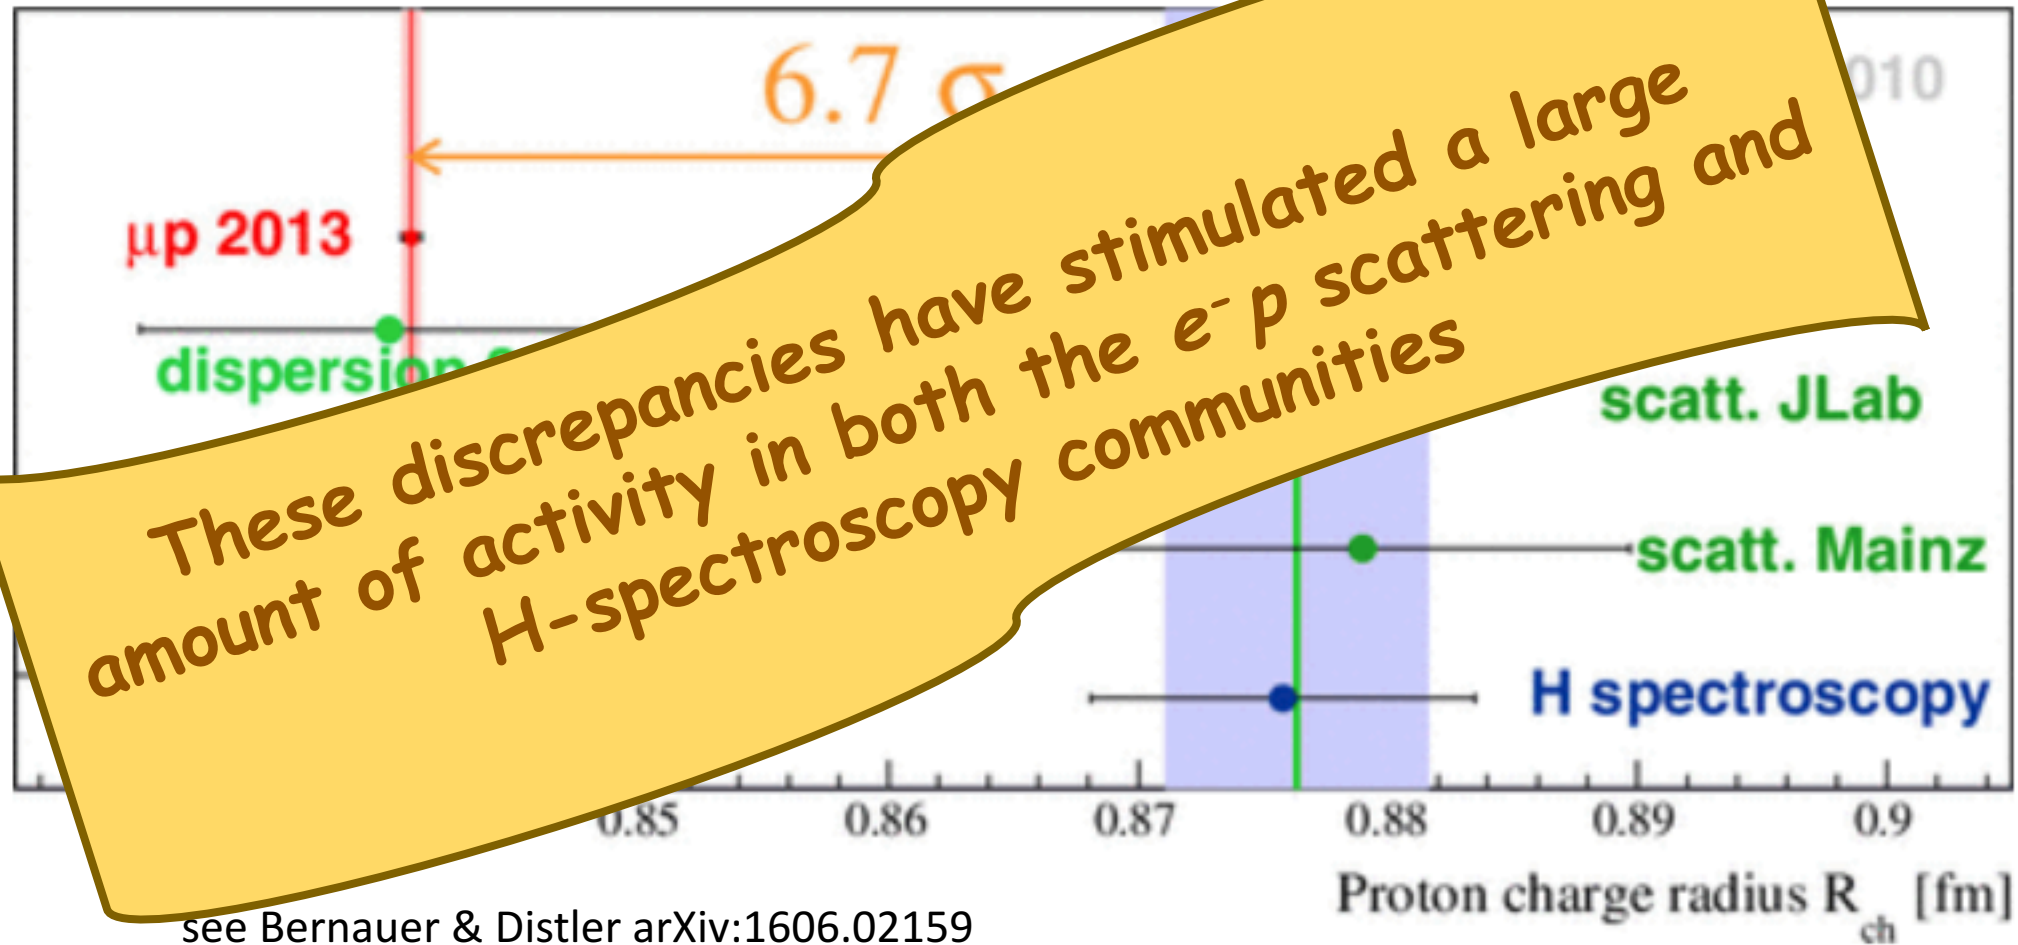 6.7 σ
010
μp 2013
dispersion
These discrepancies have stimulated a large
amount of activity in both the e⁻p scattering and
H-spectroscopy communities
scatt. JLab
scatt. Mainz
H spectroscopy
0.85 0.86 0.87 0.88 0.89 0.9
Proton charge radius R_ch [fm]
see Bernauer & Distler arXiv:1606.02159